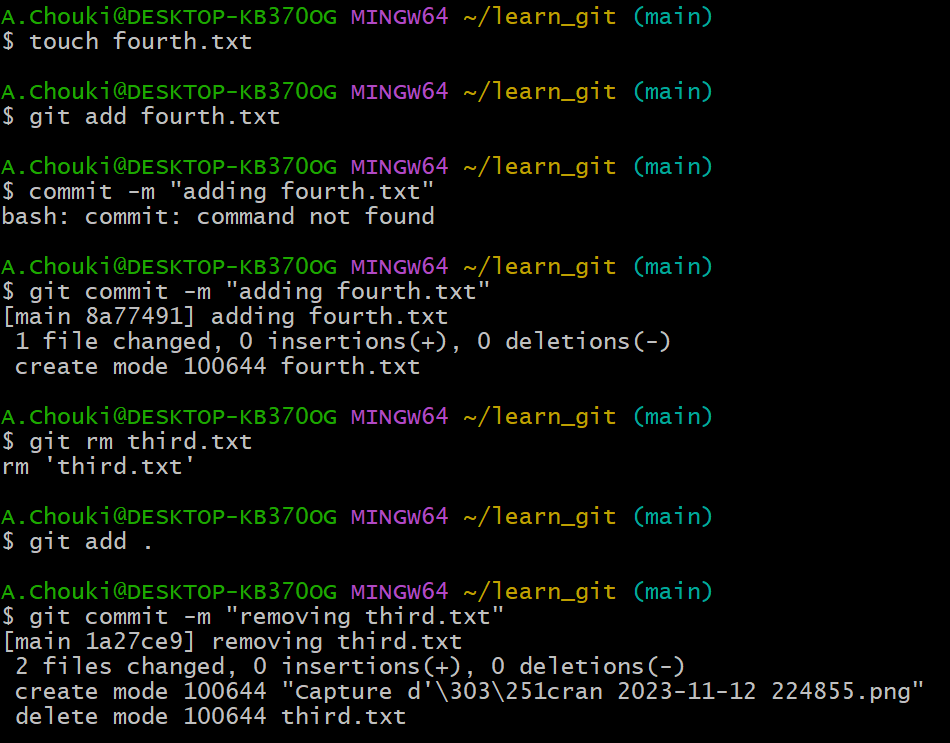 A.Chouki@DESKTOP-KB370OG MINGW64 ~/learn_git (main)
$ touch fourth.txt
A.Chouki@DESKTOP-KB370OG MINGW64 ~/learn_git (main)
$ git add fourth.txt
A.Chouki@DESKTOP-KB370OG MINGW64 ~/learn_git (main)
$ commit -m "adding fourth.txt"
bash: commit: command not found
A.Chouki@DESKTOP-KB370OG MINGW64 ~/learn_git (main)
$ git commit -m "adding fourth.txt"
[main 8a77491] adding fourth.txt
1 file changed, 0 insertions(+), 0 deletions(-)
create mode 100644 fourth.txt
A.Chouki@DESKTOP-KB370OG MINGW64 ~/learn_git (main)
$ git rm third.txt
rm 'third.txt'
A.Chouki@DESKTOP-KB370OG MINGW64 ~/learn_git (main)
$ git add .
A.Chouki@DESKTOP-KB370OG MINGW64 ~/learn_git (main)
$ git commit -m "removing third.txt"
[main 1a27ce9] removing third.txt
2 files changed, 0 insertions(+), 0 deletions(-)
create mode 100644 "Capture d'\303\251cran 2023-11-12 224855.png"
delete mode 100644 third.txt